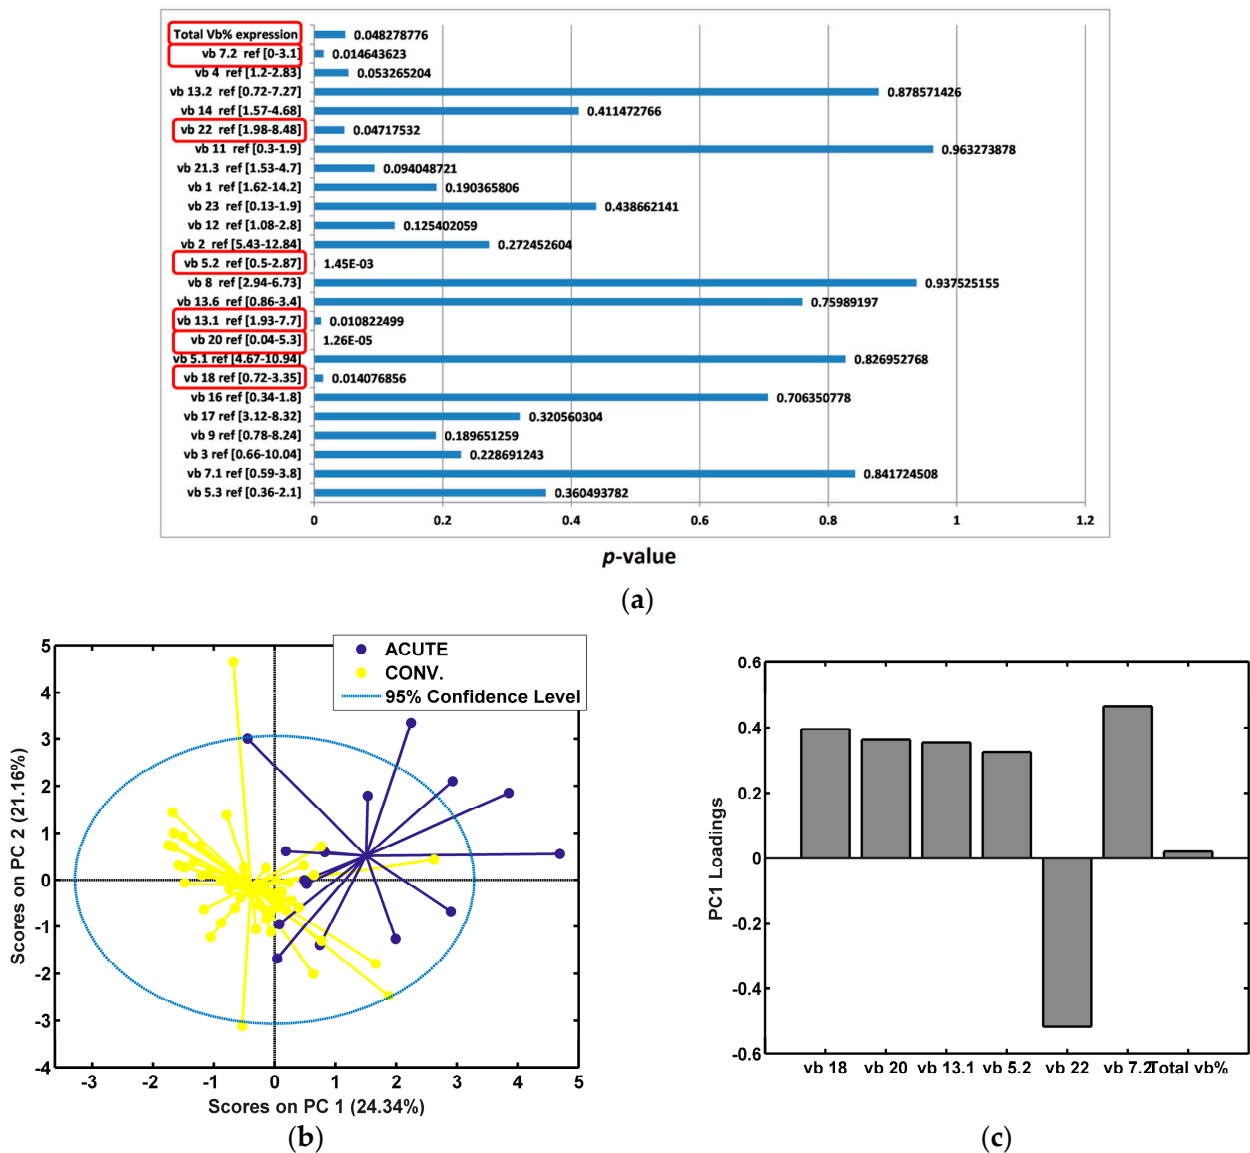 Total Vb% expression 0.048278776
vb 7.2 ref [0-3.1] 0.014643623
vb 4 ref [1.2-2.83] 0.053265204
vb 13.2 ref [0.72-7.27] 0.878571426
vb 14 ref [1.57-4.68] 0.411472766
vb 22 ref [1.98-8.48] 0.04717532
vb 11 ref [0.3-1.9] 0.963273878
vb 21.3 ref [1.53-4.7] 0.094048721
vb 1 ref [1.62-14.2] 0.190365806
vb 23 ref [0.13-1.9] 0.438662141
vb 12 ref [1.08-2.8] 0.125402059
vb 2 ref [5.43-12.84] 0.272452604
vb 5.2 ref [0.5-2.87] 1.45E-03
vb 8 ref [2.94-6.73] 0.937525155
vb 13.6 ref [0.86-3.4] 0.75989197
vb 13.1 ref [1.93-7.7] 0.010822499
vb 20 ref [0.04-5.3] 1.26E-05
vb 5.1 ref [4.67-10.94] 0.826952768
vb 18 ref [0.72-3.35] 0.014076856
vb 16 ref [0.34-1.8] 0.706350778
vb 17 ref [3.12-8.32] 0.320560304
vb 9 ref [0.78-8.24] 0.189651259
vb 3 ref [0.66-10.04] 0.228691243
vb 7.1 ref [0.59-3.8] 0.841724508
vb 5.3 ref [0.36-2.1] 0.360493782
0 0.2 0.4 0.6 0.8 1 1.2
p-value
(a)
ACUTE
CONV.
95% Confidence Level
5
4
3
2
1
0
-1
-2
-3
-4
Scores on PC 2 (21.16%)
-3 -2 -1 0 1 2 3 4 5
Scores on PC 1 (24.34%)
(b)
0.6
0.4
0.2
0
-0.2
-0.4
-0.6
PC1 Loadings
vb 18 vb 20 vb 13.1 vb 5.2 vb 22 vb 7.2 Total vb%
(c)